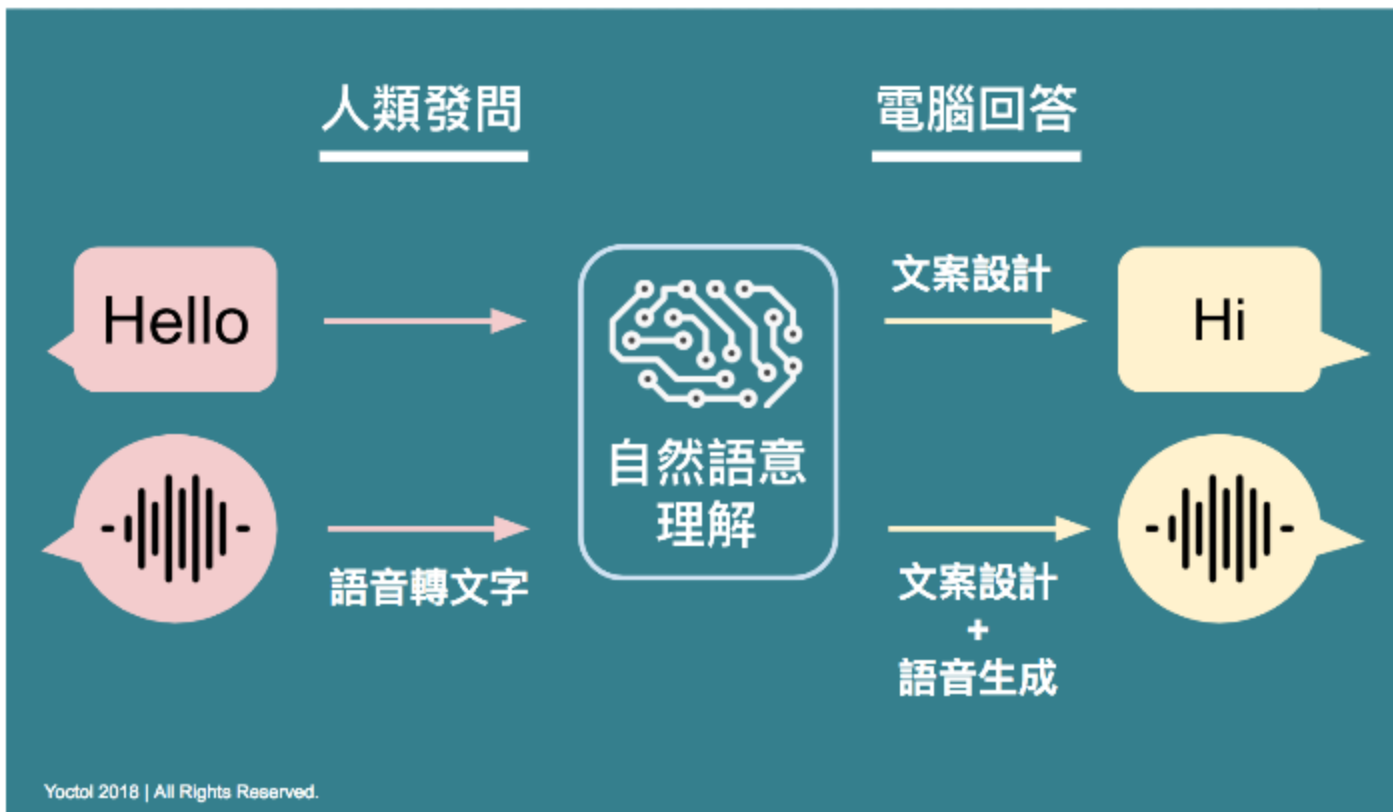 人類發問
電腦回答
Hello
文案設計
Hi
自然語意
理解
語音轉文字
文案設計
+
語音生成
Yoctol 2018 | All Rights Reserved.